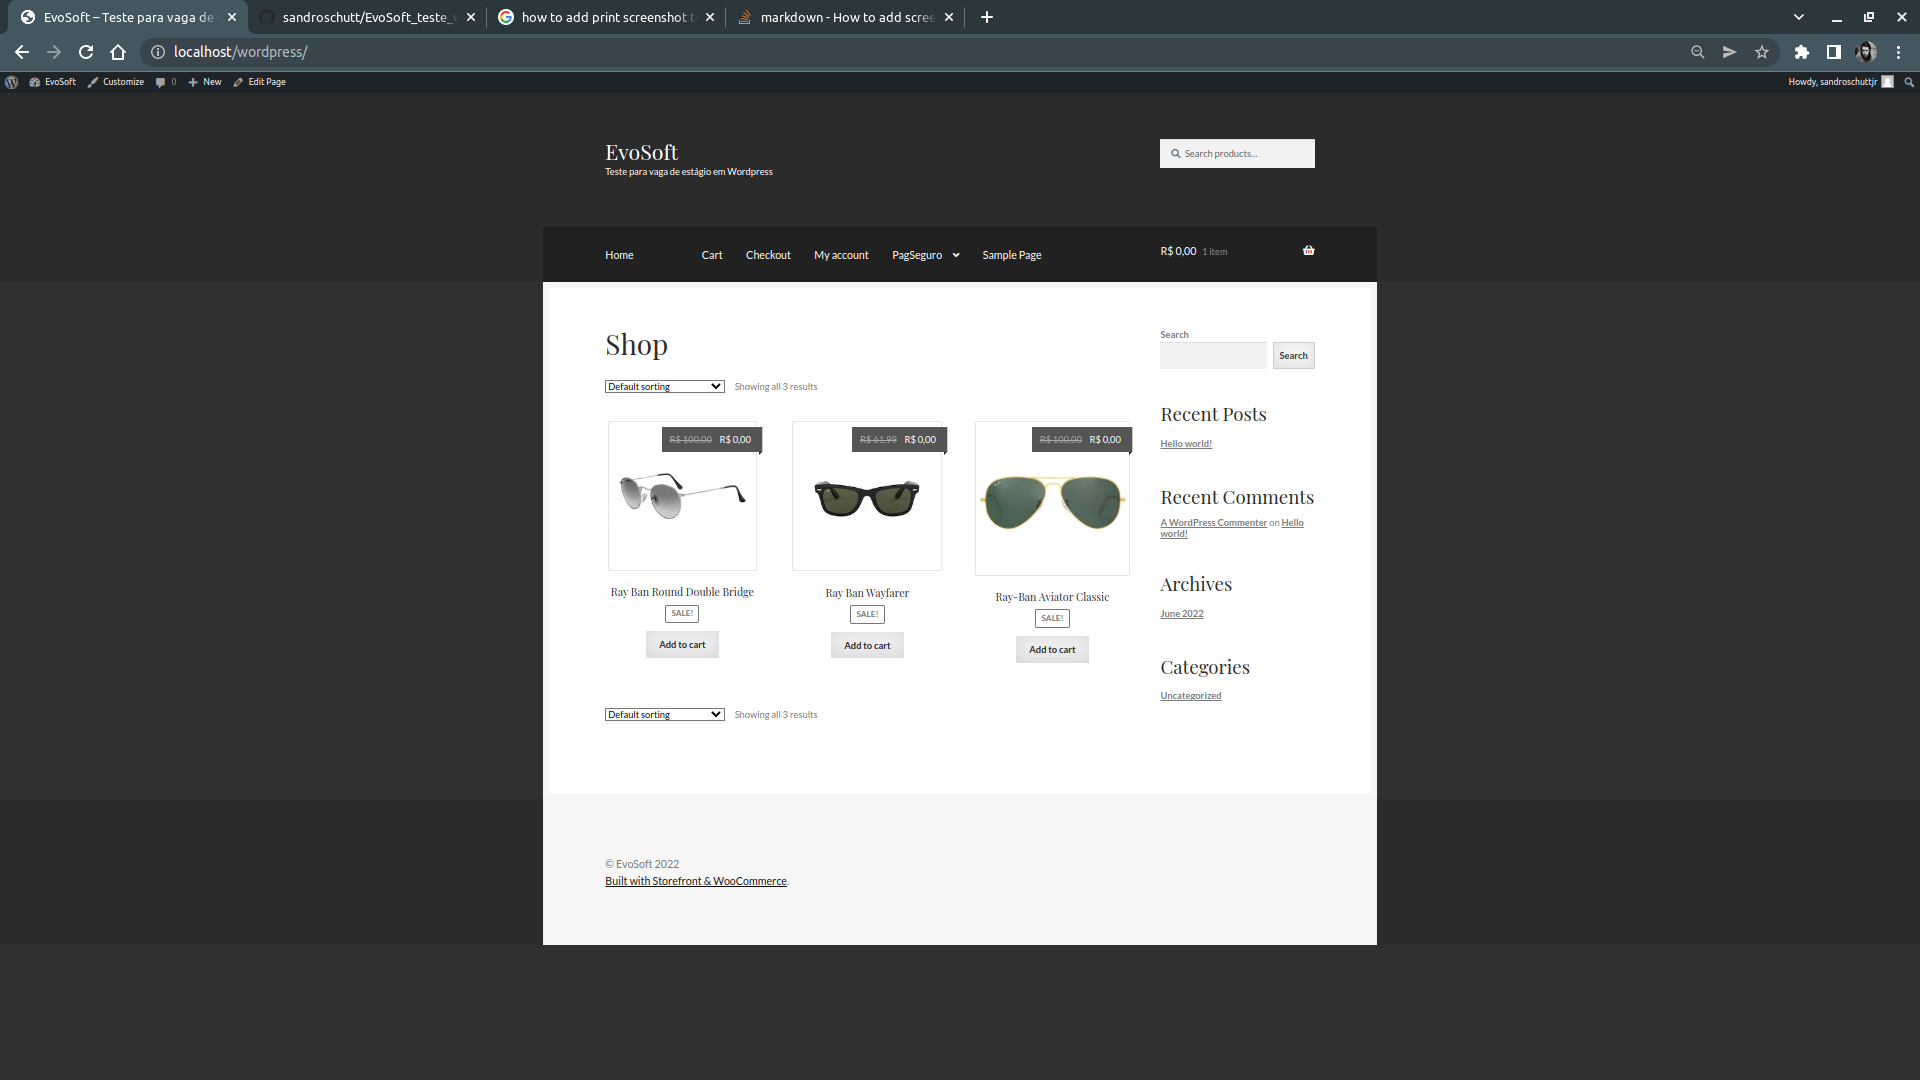 EvoSoft – Teste para vaga de
sandroschutt/EvoSoft_teste_
how to add print screenshot t
markdown - How to add scree
localhost/wordpress/
EvoSoft
Customize
0
New
Edit Page
Howdy, sandroschuttjr
EvoSoft
Teste para vaga de estágio em Wordpress
Search products…
Home
Cart
Checkout
My account
PagSeguro
Sample Page
R$ 0,00 1 item
Shop
Default sorting
Showing all 3 results
R$ 100,00 R$ 0,00
Ray Ban Round Double Bridge
SALE!
Add to cart
R$ 61,99 R$ 0,00
Ray Ban Wayfarer
SALE!
Add to cart
R$ 100,00 R$ 0,00
Ray-Ban Aviator Classic
SALE!
Add to cart
Default sorting
Showing all 3 results
Search
Search
Recent Posts
Hello world!
Recent Comments
A WordPress Commenter on Hello
world!
Archives
June 2022
Categories
Uncategorized
© EvoSoft 2022
Built with Storefront & WooCommerce.